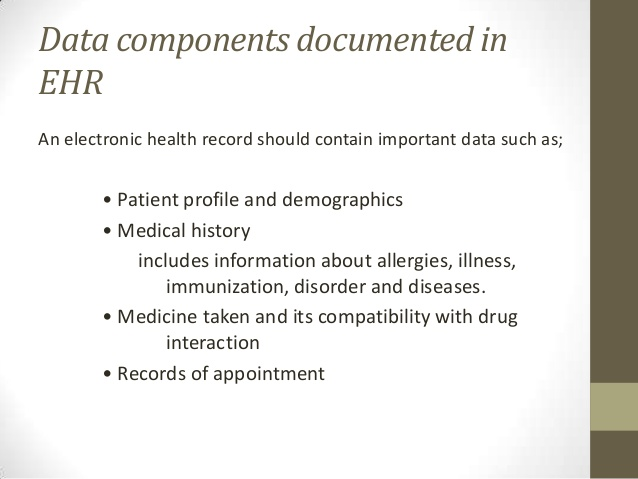 Data components documented in
EHR
An electronic health record should contain important data such as;
• Patient profile and demographics
• Medical history
includes information about allergies, illness,
immunization, disorder and diseases.
• Medicine taken and its compatibility with drug
interaction
• Records of appointment